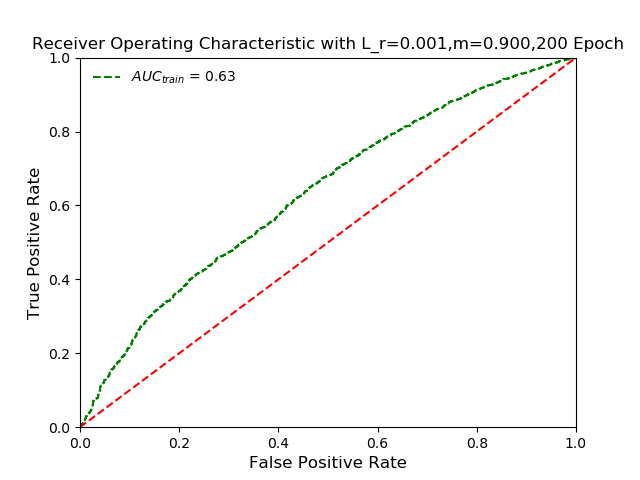 Receiver Operating Characteristic with L_r=0.001,m=0.900,200 Epoch
AUCtrain = 0.63
True Positive Rate
1.0
0.8
0.6
0.4
0.2
0.0
0.0 0.2 0.4 0.6 0.8 1.0
False Positive Rate